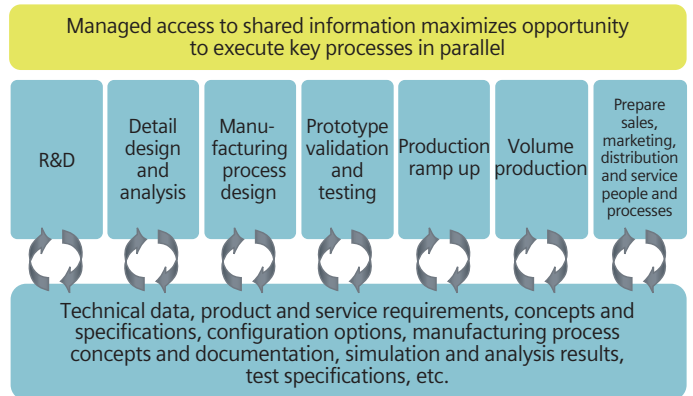 Managed access to shared information maximizes opportunity
to execute key processes in parallel
R&D
Detail
design
and
analysis
Manu-
facturing
process
design
Prototype
validation
and
testing
Production
ramp up
Volume
production
Prepare
sales,
marketing,
distribution
and service
people and
processes
Technical data, product and service requirements, concepts and
specifications, configuration options, manufacturing process
concepts and documentation, simulation and analysis results,
test specifications, etc.